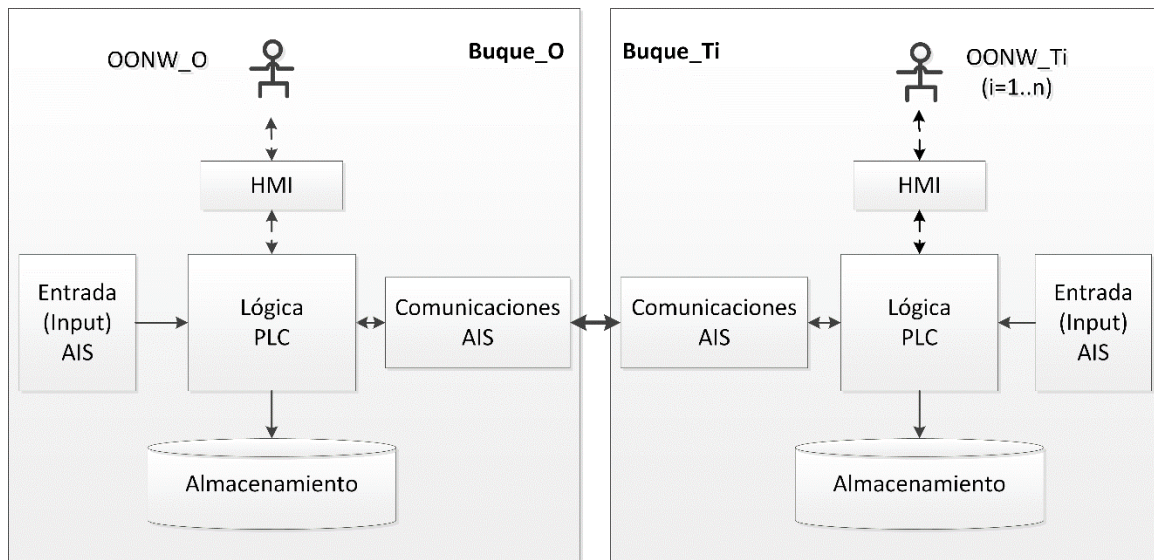 OONW_O
Buque_O
HMI
Entrada
(Input)
AIS
Lógica
PLC
Comunicaciones
AIS
Almacenamiento
Buque_Ti
OONW_Ti
(i=1..n)
HMI
Comunicaciones
AIS
Lógica
PLC
Entrada
(Input)
AIS
Almacenamiento